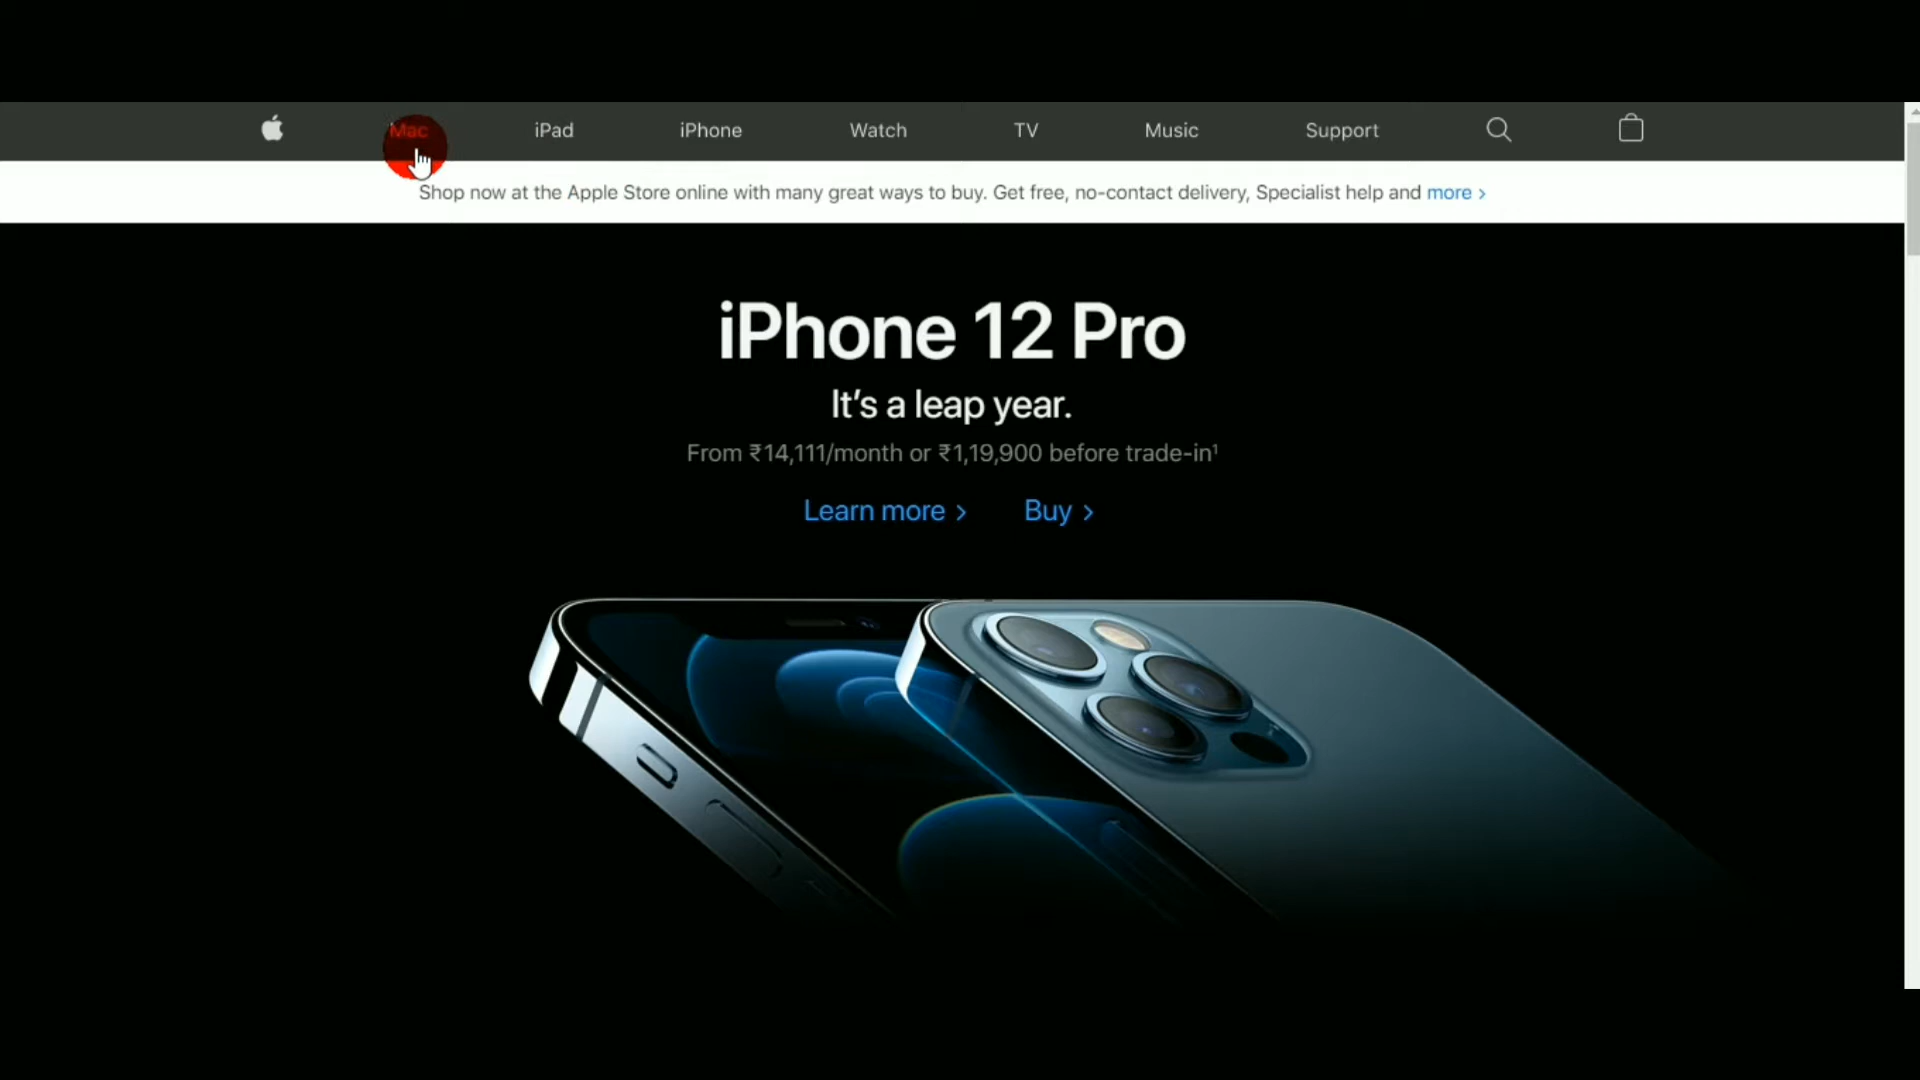 Mac iPad iPhone Watch TV Music Support
Shop now at the Apple Store online with many great ways to buy. Get free, no-contact delivery, Specialist help and more >
iPhone 12 Pro
It’s a leap year.
From ₹14,111/month or ₹1,19,900 before trade-in¹
Learn more > Buy >